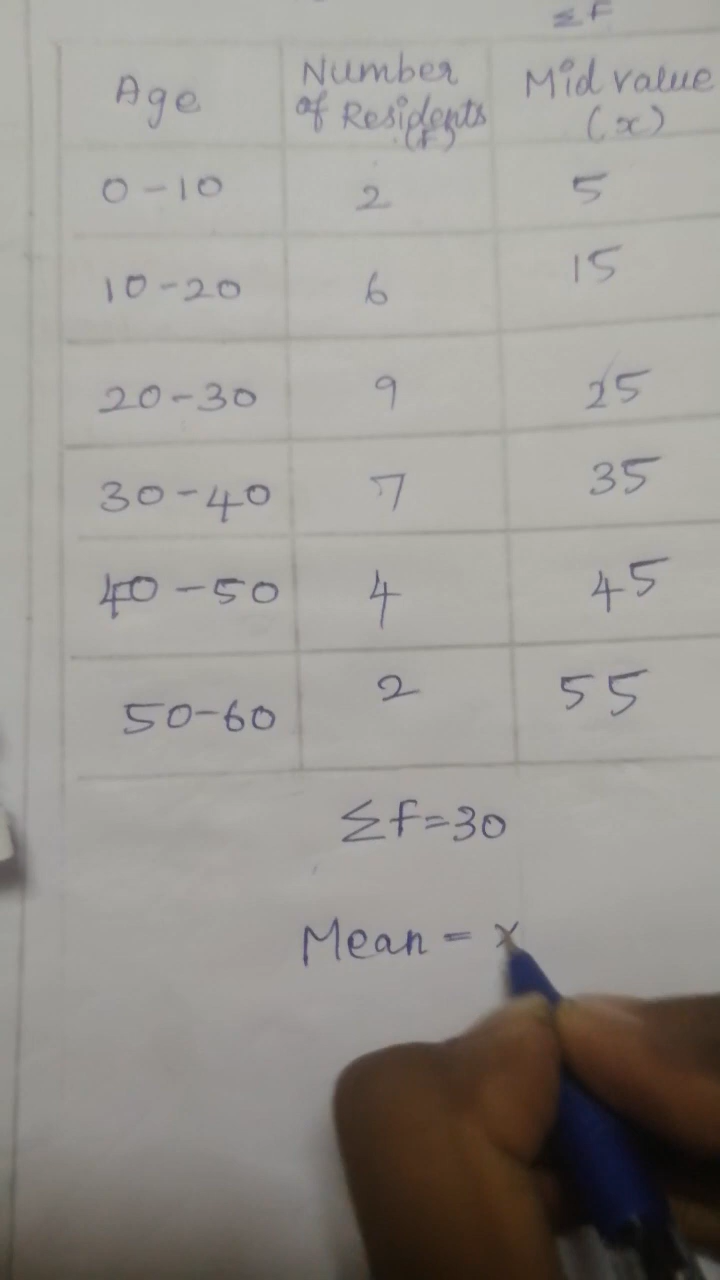 ΣF
Age Number of Residents (F) Mid value (x)
0-10 2 5
10-20 6 15
20-30 9 25
30-40 7 35
40-50 4 45
50-60 2 55
Σf=30
Mean = x